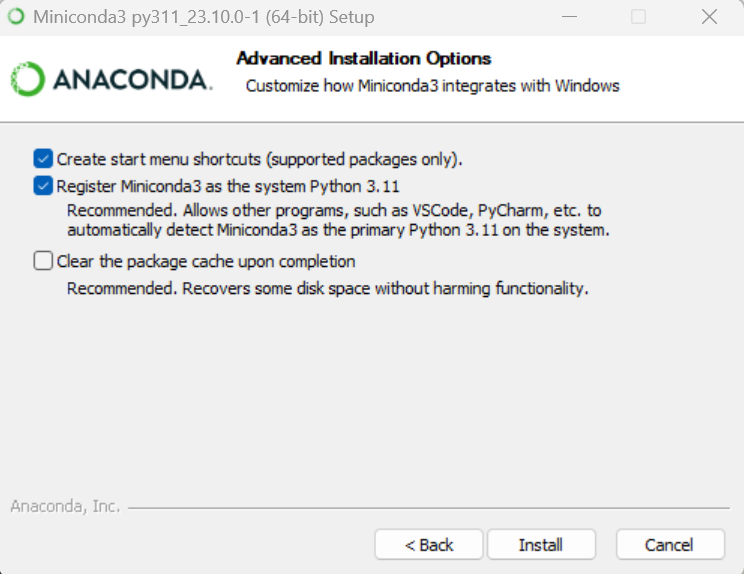 Miniconda3 py311_23.10.0-1 (64-bit) Setup
ANACONDA.
Advanced Installation Options
Customize how Miniconda3 integrates with Windows
Create start menu shortcuts (supported packages only).
Register Miniconda3 as the system Python 3.11
Recommended. Allows other programs, such as VSCode, PyCharm, etc. to
automatically detect Miniconda3 as the primary Python 3.11 on the system.
Clear the package cache upon completion
Recommended. Recovers some disk space without harming functionality.
Anaconda, Inc.
< Back Install Cancel